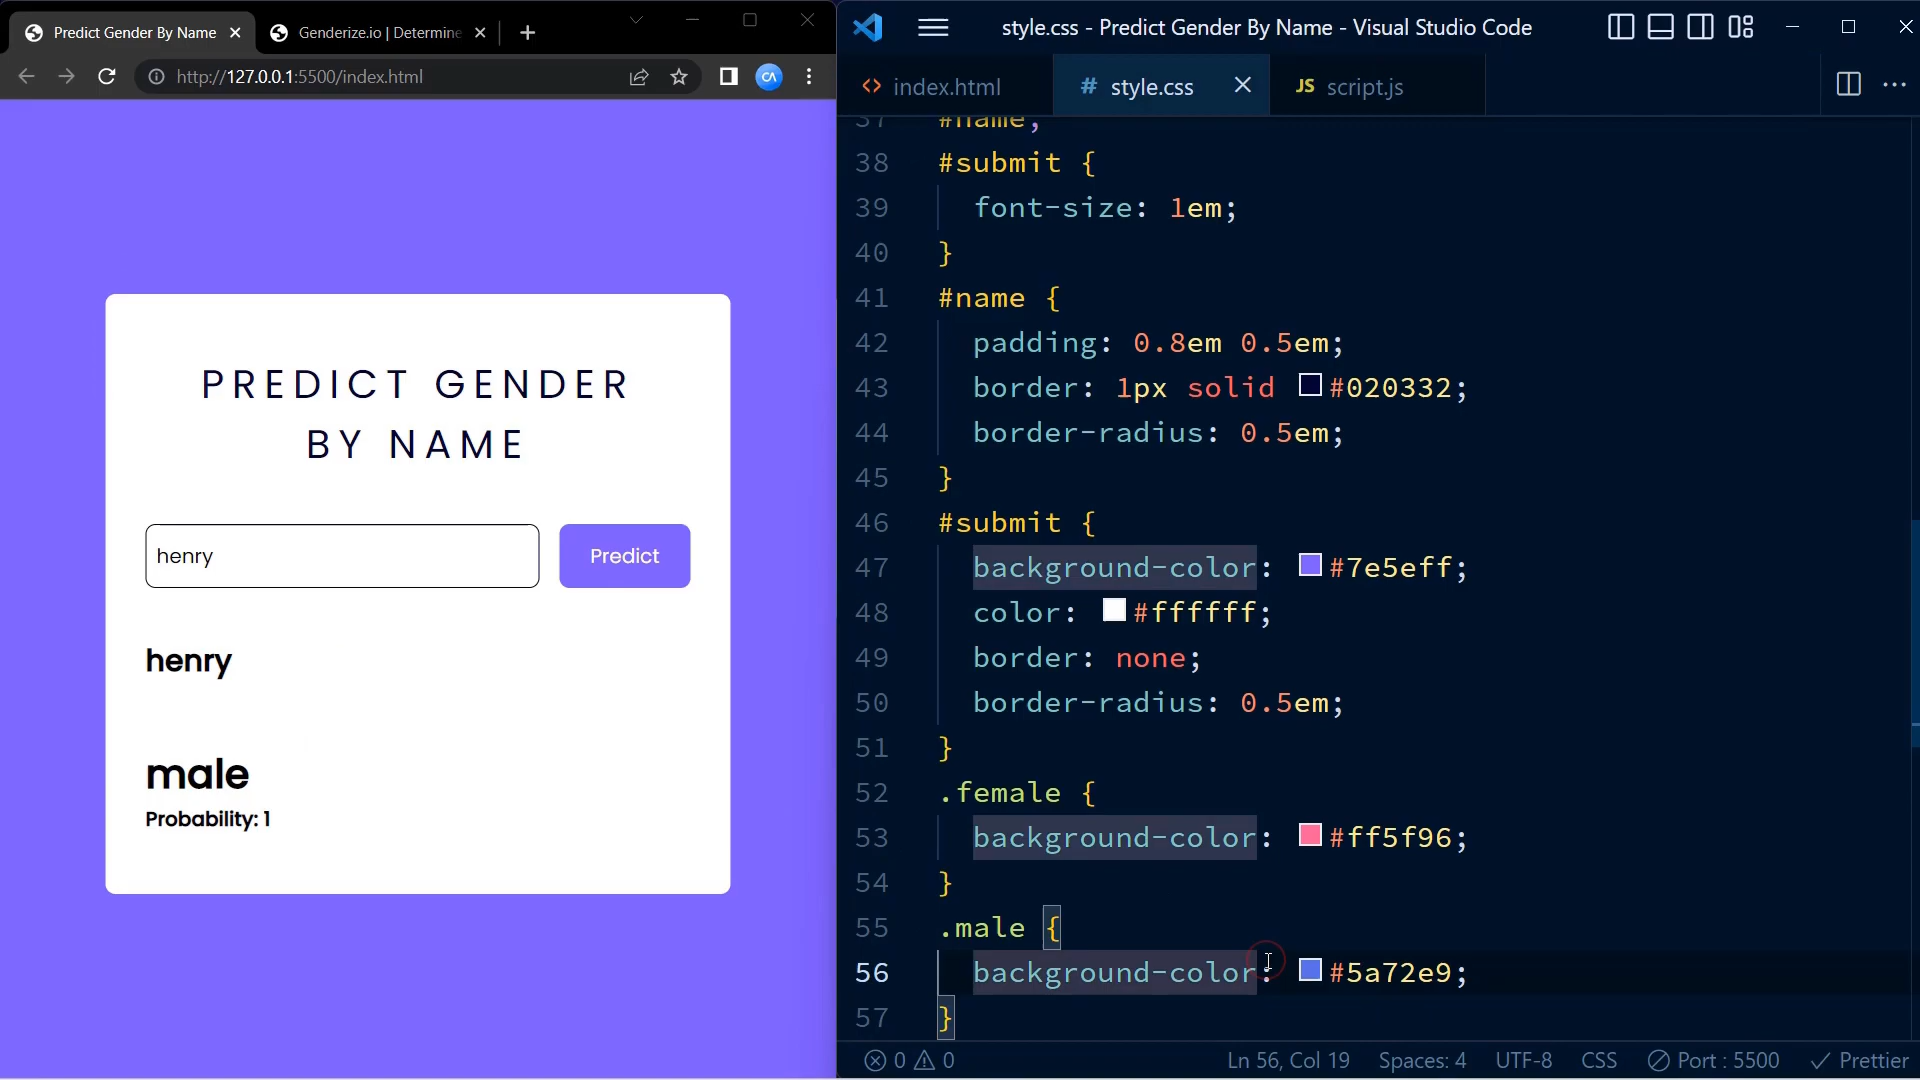 Predict Gender By Name
Genderize.io | Determine
http://127.0.0.1:5500/index.html
CA
PREDICT GENDER
BY NAME
henry
Predict
henry
male
Probability: 1
style.css - Predict Gender By Name - Visual Studio Code
<> index.html
# style.css
JS script.js
37 #name,
38 #submit {
39 font-size: 1em;
40 }
41 #name {
42 padding: 0.8em 0.5em;
43 border: 1px solid #020332;
44 border-radius: 0.5em;
45 }
46 #submit {
47 background-color: #7e5eff;
48 color: #ffffff;
49 border: none;
50 border-radius: 0.5em;
51 }
52 .female {
53 background-color: #ff5f96;
54 }
55 .male {
56 background-color: #5a72e9;
57 }
0 0 Ln 56, Col 19 Spaces: 4 UTF-8 CSS Port : 5500 Prettier